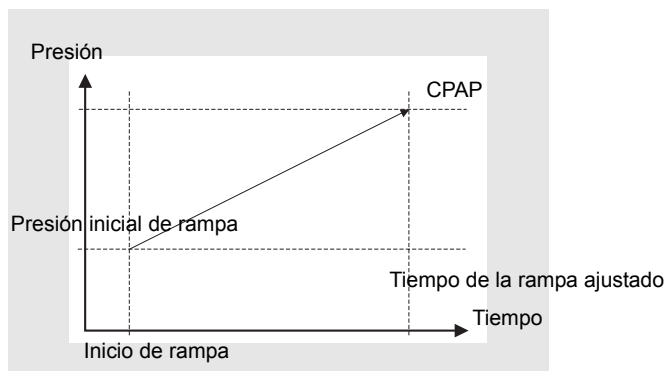 Presión
CPAP
Presión inicial de rampa
Tiempo de la rampa ajustado
Tiempo
Inicio de rampa